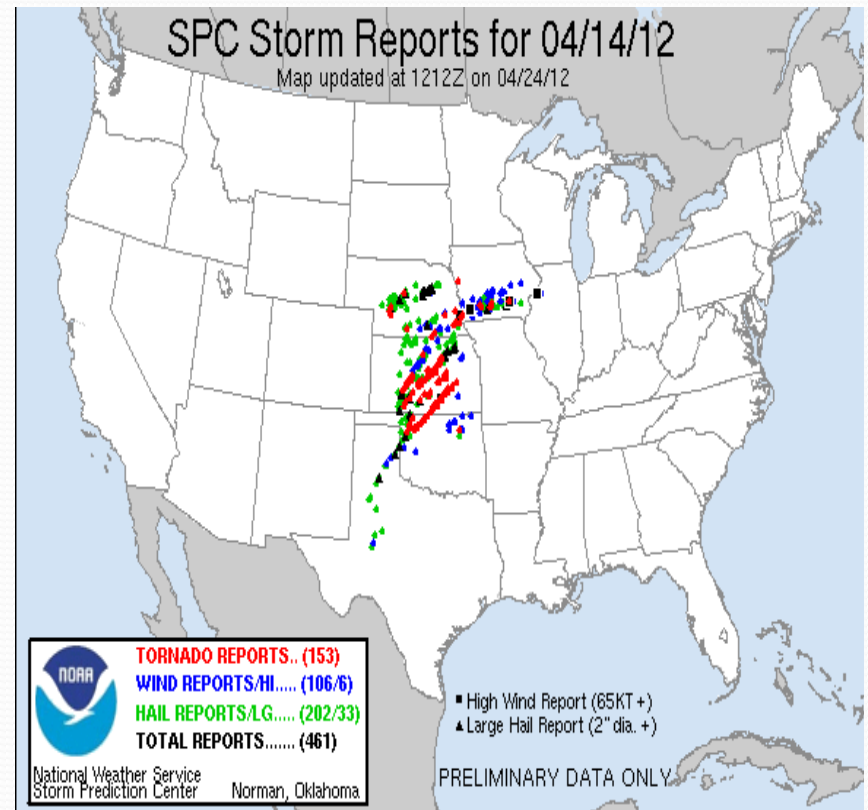 SPC Storm Reports for 04/14/12
Map updated at 1212Z on 04/24/12
NOAA
TORNADO REPORTS.. (153)
WIND REPORTS/HI..... (106/6)
HAIL REPORTS/LG..... (202/33)
TOTAL REPORTS....... (461)
National Weather Service
Storm Prediction Center Norman, Oklahoma
High Wind Report (65KT +)
Large Hail Report (2" dia. +)
PRELIMINARY DATA ONLY